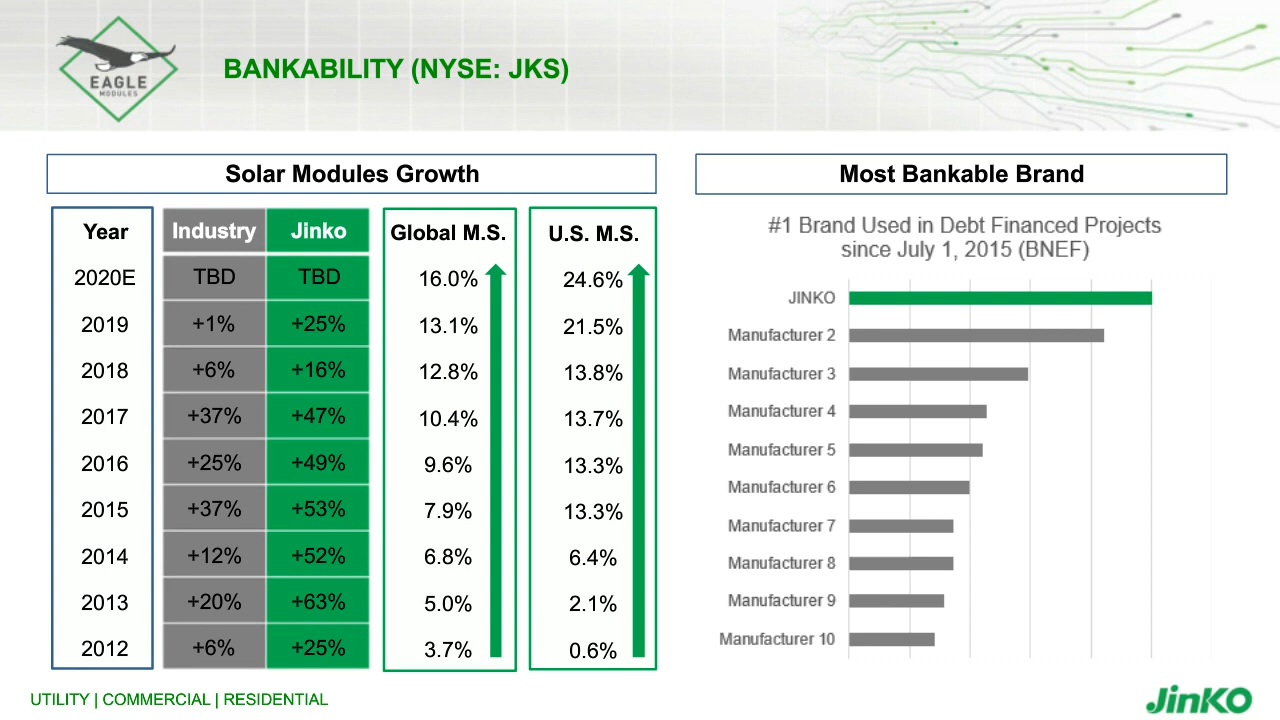 EAGLE
MODULES
BANKABILITY (NYSE: JKS)
Solar Modules Growth
Year Industry Jinko Global M.S. U.S. M.S.
2020E TBD TBD 16.0% 24.6%
2019 +1% +25% 13.1% 21.5%
2018 +6% +16% 12.8% 13.8%
2017 +37% +47% 10.4% 13.7%
2016 +25% +49% 9.6% 13.3%
2015 +37% +53% 7.9% 13.3%
2014 +12% +52% 6.8% 6.4%
2013 +20% +63% 5.0% 2.1%
2012 +6% +25% 3.7% 0.6%
Most Bankable Brand
#1 Brand Used in Debt Financed Projects
since July 1, 2015 (BNEF)
JINKO
Manufacturer 2
Manufacturer 3
Manufacturer 4
Manufacturer 5
Manufacturer 6
Manufacturer 7
Manufacturer 8
Manufacturer 9
Manufacturer 10
UTILITY | COMMERCIAL | RESIDENTIAL
JinKO